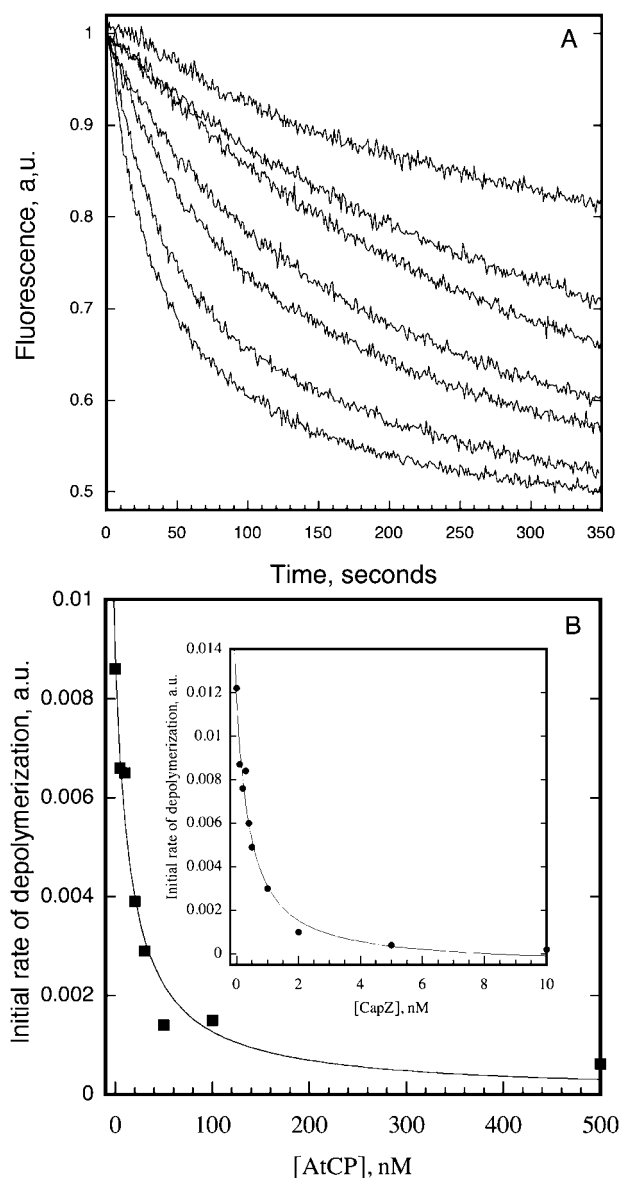 A
1
0.9
0.8
0.7
0.6
0.5
Fluorescence, a,u.
0 50 100 150 200 250 300 350
Time, seconds
B
0.01
0.008
0.006
0.004
0.002
0
Initial rate of depolymerization, a.u.
0.014
0.012
0.01
0.008
0.006
0.004
0.002
0
Initial rate of depolymerization, a.u.
0 2 4 6 8 10
[CapZ], nM
0 100 200 300 400 500
[AtCP], nM